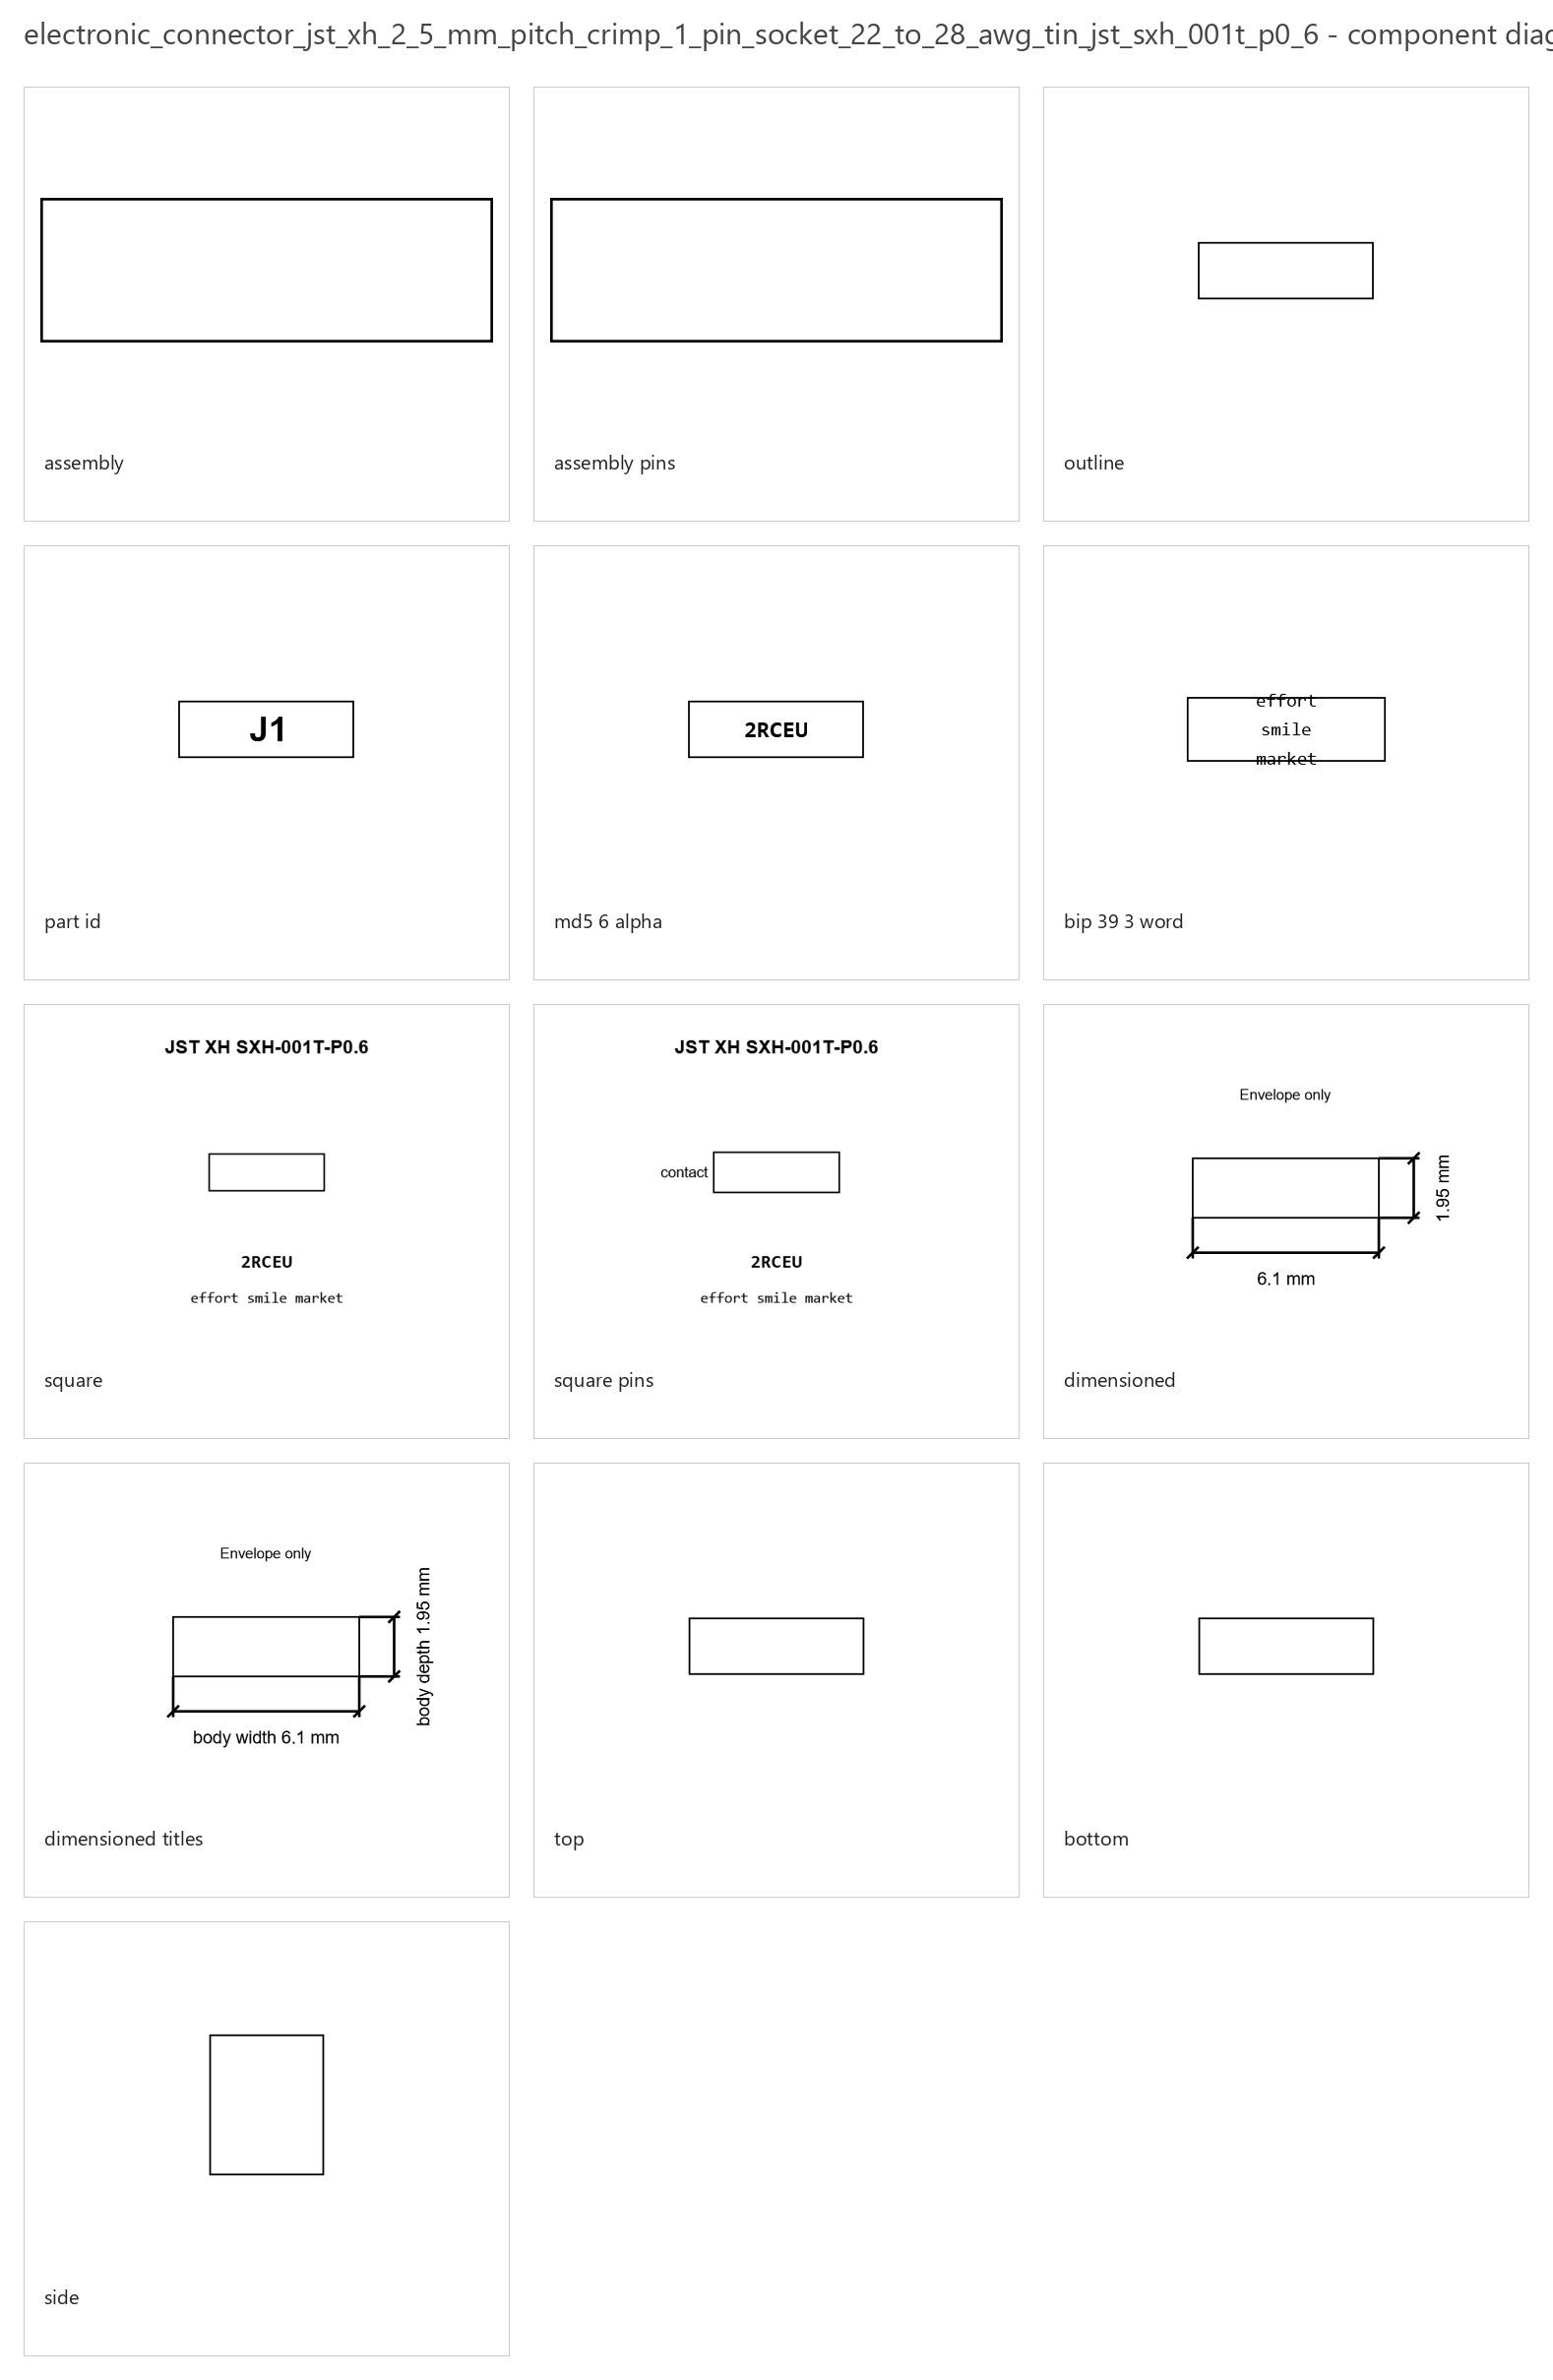 electronic_connector_jst_xh_2_5_mm_pitch_crimp_1_pin_socket_22_to_28_awg_tin_jst_sxh_001t_p0_6 - component diag
assembly
assembly pins
outline
J1
part id
2RCEU
md5 6 alpha
effort
smile
market
bip 39 3 word
JST XH SXH-001T-P0.6
2RCEU
effort smile market
square
JST XH SXH-001T-P0.6
contact
2RCEU
effort smile market
square pins
Envelope only
1.95 mm
6.1 mm
dimensioned
Envelope only
body depth 1.95 mm
body width 6.1 mm
dimensioned titles
top
bottom
side